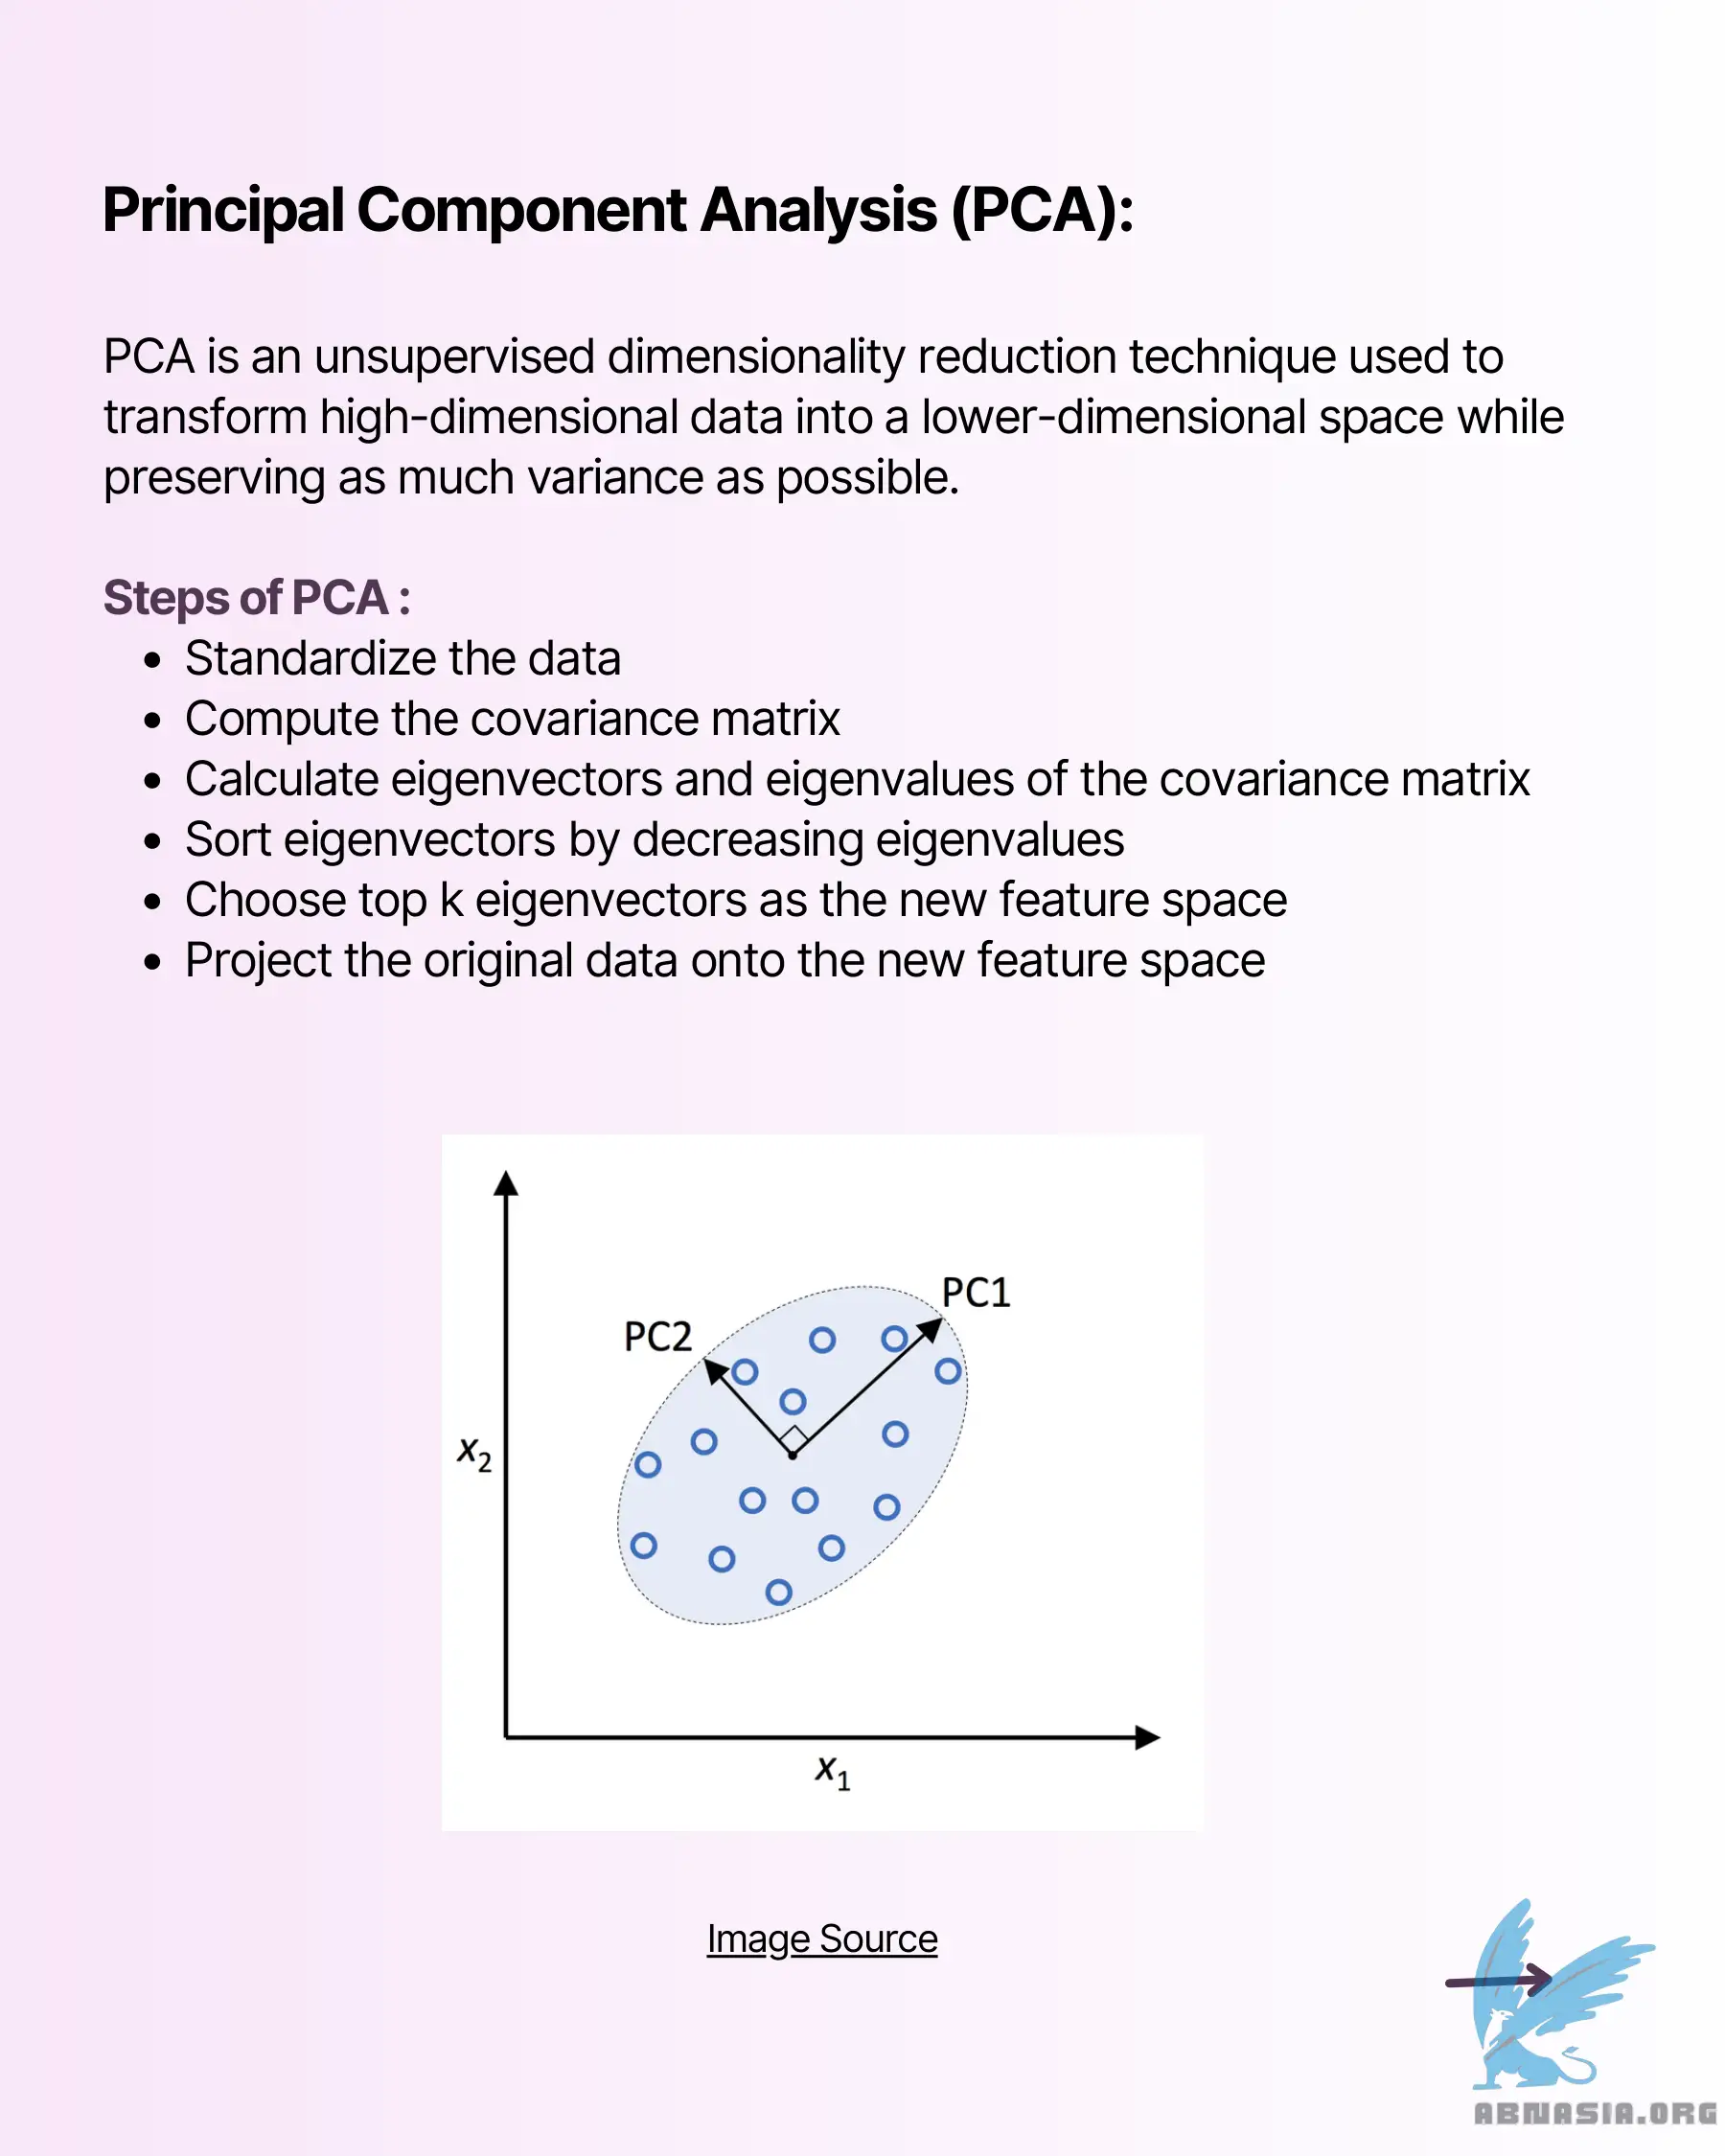 Principal Component Analysis (PCA):
PCA is an unsupervised dimensionality reduction technique used to
transform high-dimensional data into a lower-dimensional space while
preserving as much variance as possible.
Steps of PCA :
• Standardize the data
• Compute the covariance matrix
• Calculate eigenvectors and eigenvalues of the covariance matrix
• Sort eigenvectors by decreasing eigenvalues
• Choose top k eigenvectors as the new feature space
• Project the original data onto the new feature space
PC1
PC2
x₂
x₁
Image Source
ABNASIA.ORG